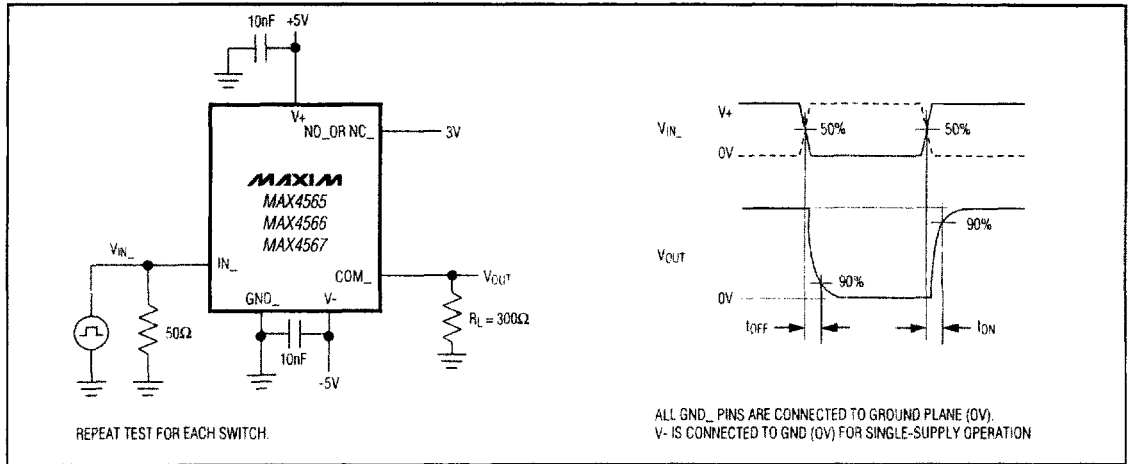 10nF +5V
V+
NO_OR NC_
3V
MAXIM
MAX4565
MAX4566
MAX4567
VIN_
IN_
COM_
VOUT
GND_ V-
50Ω
10nF
RL = 300Ω
-5V
REPEAT TEST FOR EACH SWITCH.
V+
VIN_
50%
50%
0V
90%
VOUT
90%
0V
tOFF
tON
ALL GND_ PINS ARE CONNECTED TO GROUND PLANE (0V).
V- IS CONNECTED TO GND (0V) FOR SINGLE-SUPPLY OPERATION